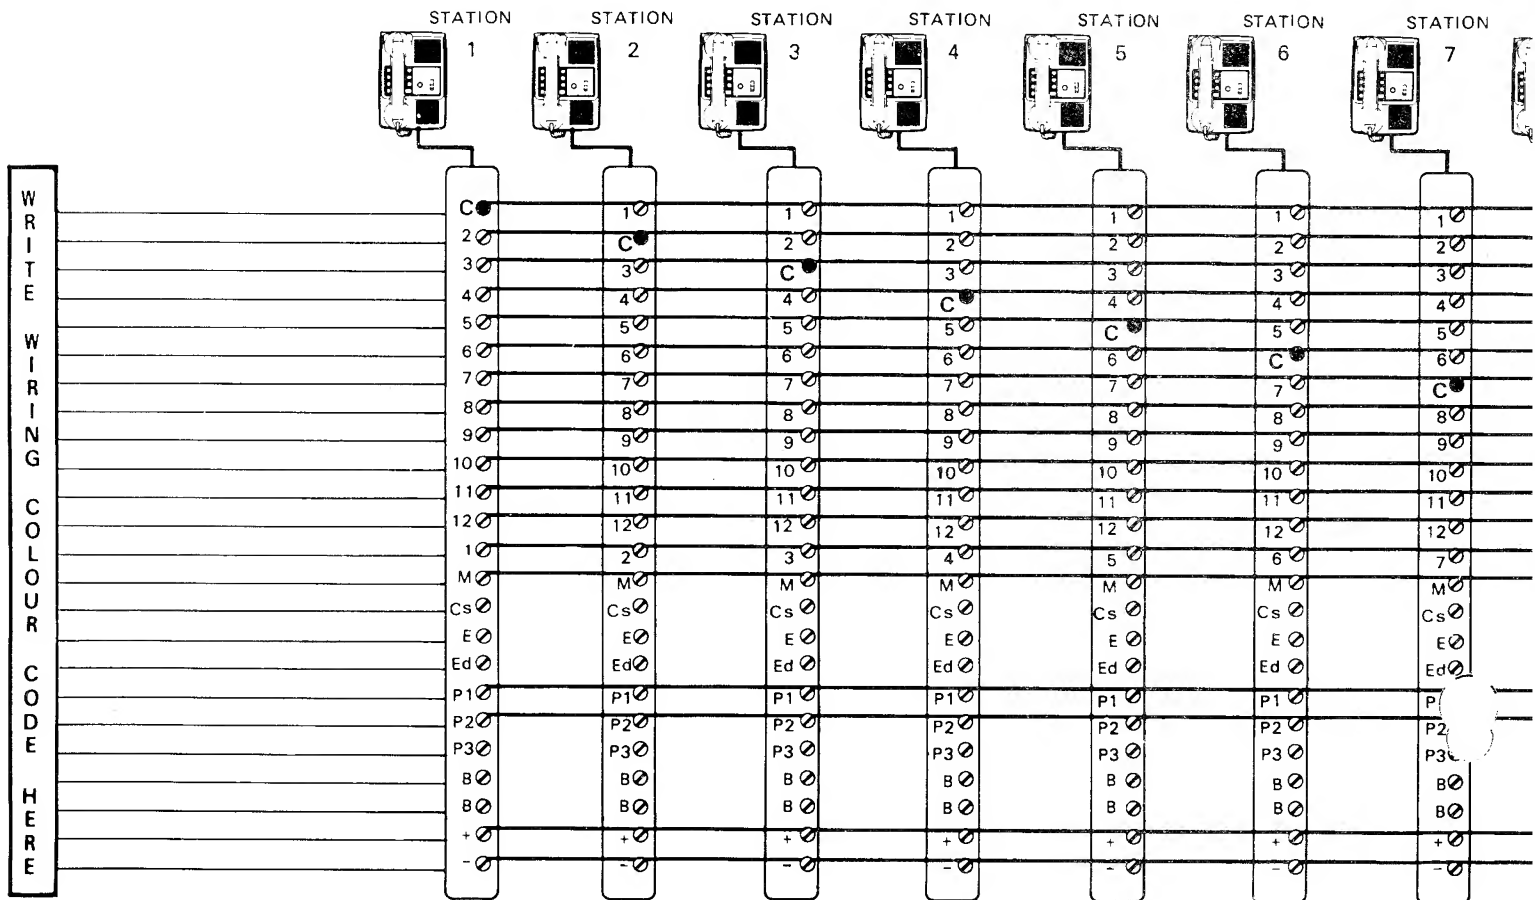 STATION STATION STATION STATION STATION STATION STATION
1 2 3 4 5 6 7
WRITE WIRING COLOUR CODE HERE
C 1 1 1 1 1 1
2 C 2 2 2 2 2
3 3 C 3 3 3 3
4 4 4 C 4 4 4
5 5 5 5 C 5 5
6 6 6 6 6 C 6
7 7 7 7 7 7 C
8 8 8 8 8 8 8
9 9 9 9 9 9 9
10 10 10 10 10 10 10
11 11 11 11 11 11 11
12 12 12 12 12 12 12
1 2 3 4 5 6 7
M M M M M M M
Cs Cs Cs Cs Cs Cs Cs
E E E E E E E
Ed Ed Ed Ed Ed Ed Ed
P1 P1 P1 P1 P1 P1 P
P2 P2 P2 P2 P2 P2 P2
P3 P3 P3 P3 P3 P3 P3
B B B B B B B
B B B B B B B
+ + + + + + +
- - - - - - -